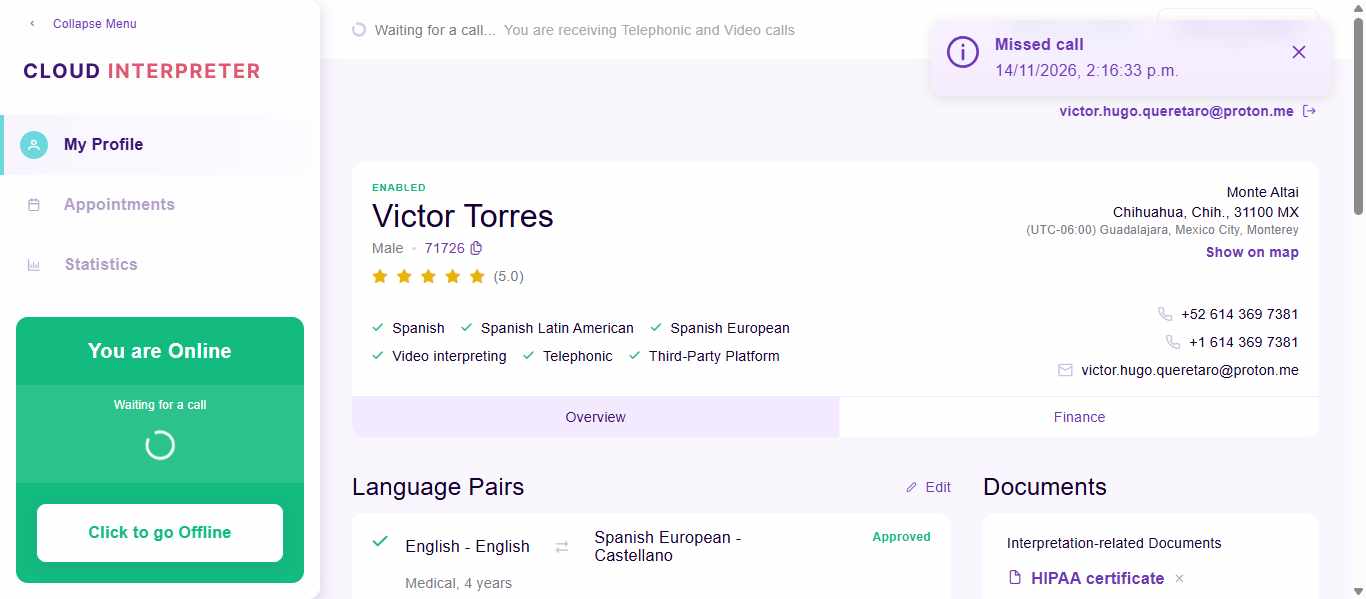 Collapse Menu
CLOUD INTERPRETER
My Profile
Appointments
Statistics
You are Online
Waiting for a call
Click to go Offline
Waiting for a call... You are receiving Telephonic and Video calls
Missed call
14/11/2026, 2:16:33 p.m.
victor.hugo.queretaro@proton.me
ENABLED
Victor Torres
Male • 71726
(5.0)
Spanish Spanish Latin American Spanish European
Video interpreting Telephonic Third-Party Platform
Monte Altai
Chihuahua, Chih., 31100 MX
(UTC-06:00) Guadalajara, Mexico City, Monterey
Show on map
+52 614 369 7381
+1 614 369 7381
victor.hugo.queretaro@proton.me
Overview Finance
Language Pairs Edit
English - English
Spanish European -
Castellano
Approved
Medical, 4 years
Documents
Interpretation-related Documents
HIPAA certificate